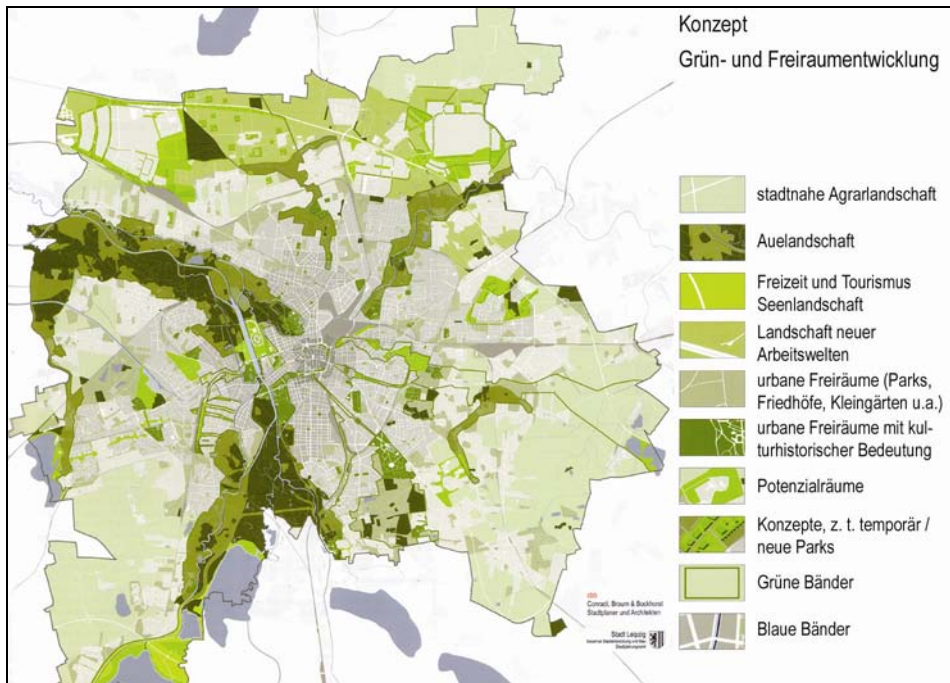 Konzept
Grün- und Freiraumentwicklung
stadtnahe Agrarlandschaft
Auelandschaft
Freizeit und Tourismus
Seenlandschaft
Landschaft neuer
Arbeitswelten
urbane Freiräume (Parks,
Friedhöfe, Kleingärten u.a.)
urbane Freiräume mit kul-
turhistorischer Bedeutung
Potenzialräume
Konzepte, z. t. temporär /
neue Parks
Grüne Bänder
Blaue Bänder
Conradi, Braum & Bockhorst
Stadtplaner und Architekten
Stadt Leipzig